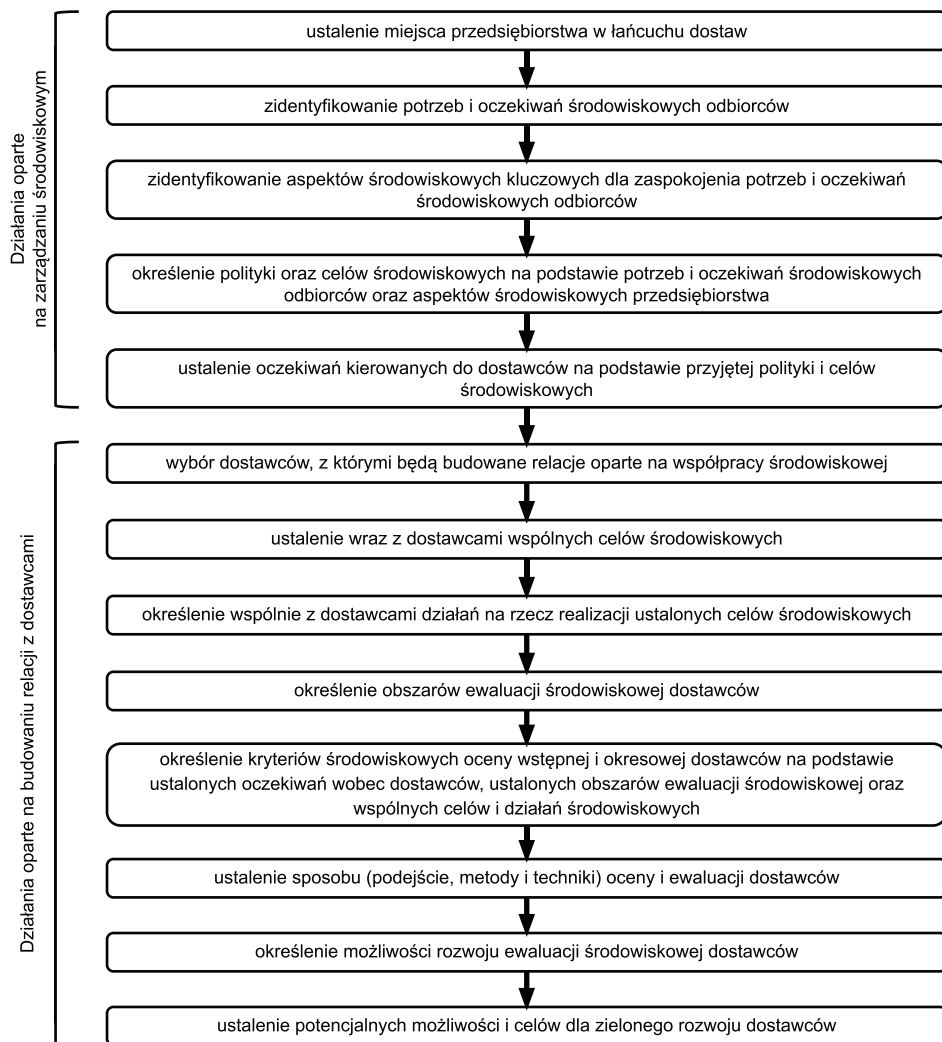 Działania oparte
na zarządzaniu środowiskowym
ustalenie miejsca przedsiębiorstwa w łańcuchu dostaw
zidentyfikowanie potrzeb i oczekiwań środowiskowych odbiorców
zidentyfikowanie aspektów środowiskowych kluczowych dla zaspokojenia potrzeb i oczekiwań
środowiskowych odbiorców
określenie polityki oraz celów środowiskowych na podstawie potrzeb i oczekiwań środowiskowych
odbiorców oraz aspektów środowiskowych przedsiębiorstwa
ustalenie oczekiwań kierowanych do dostawców na podstawie przyjętej polityki i celów
środowiskowych
Działania oparte na budowaniu relacji z dostawcami
wybór dostawców, z którymi będą budowane relacje oparte na współpracy środowiskowej
ustalenie wraz z dostawcami wspólnych celów środowiskowych
określenie wspólnie z dostawcami działań na rzecz realizacji ustalonych celów środowiskowych
określenie obszarów ewaluacji środowiskowej dostawców
określenie kryteriów środowiskowych oceny wstępnej i okresowej dostawców na podstawie
ustalonych oczekiwań wobec dostawców, ustalonych obszarów ewaluacji środowiskowej oraz
wspólnych celów i działań środowiskowych
ustalenie sposobu (podejście, metody i techniki) oceny i ewaluacji dostawców
określenie możliwości rozwoju ewaluacji środowiskowej dostawców
ustalenie potencjalnych możliwości i celów dla zielonego rozwoju dostawców